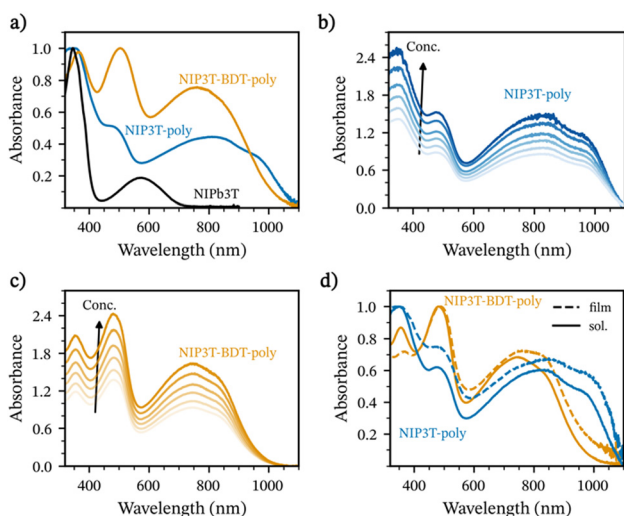 a)
1.0
0.8
0.6
0.4
0.2
Absorbance
NIP3T-BDT-poly
NIP3T-poly
NIPb3T
400 600 800 1000
Wavelength (nm)
b)
2.4
1.8
1.2
0.6
0.0
Absorbance
Conc.
NIP3T-poly
400 600 800 1000
Wavelength (nm)
c)
2.4
1.8
1.2
0.6
0.0
Absorbance
Conc.
NIP3T-BDT-poly
400 600 800 1000
Wavelength (nm)
d)
1.0
0.8
0.6
0.4
0.2
Absorbance
NIP3T-BDT-poly
film
sol.
NIP3T-poly
400 600 800 1000
Wavelength (nm)